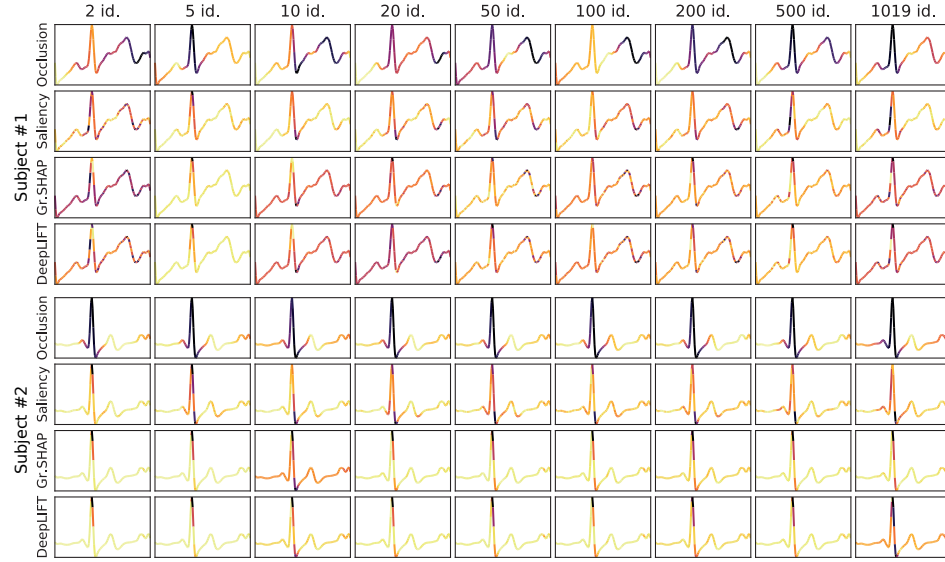 2 id. 5 id. 10 id. 20 id. 50 id. 100 id. 200 id. 500 id. 1019 id.
Subject #1
Occlusion
Saliency
Gr.SHAP
DeepLIFT
Subject #2
Occlusion
Saliency
Gr.SHAP
DeepLIFT